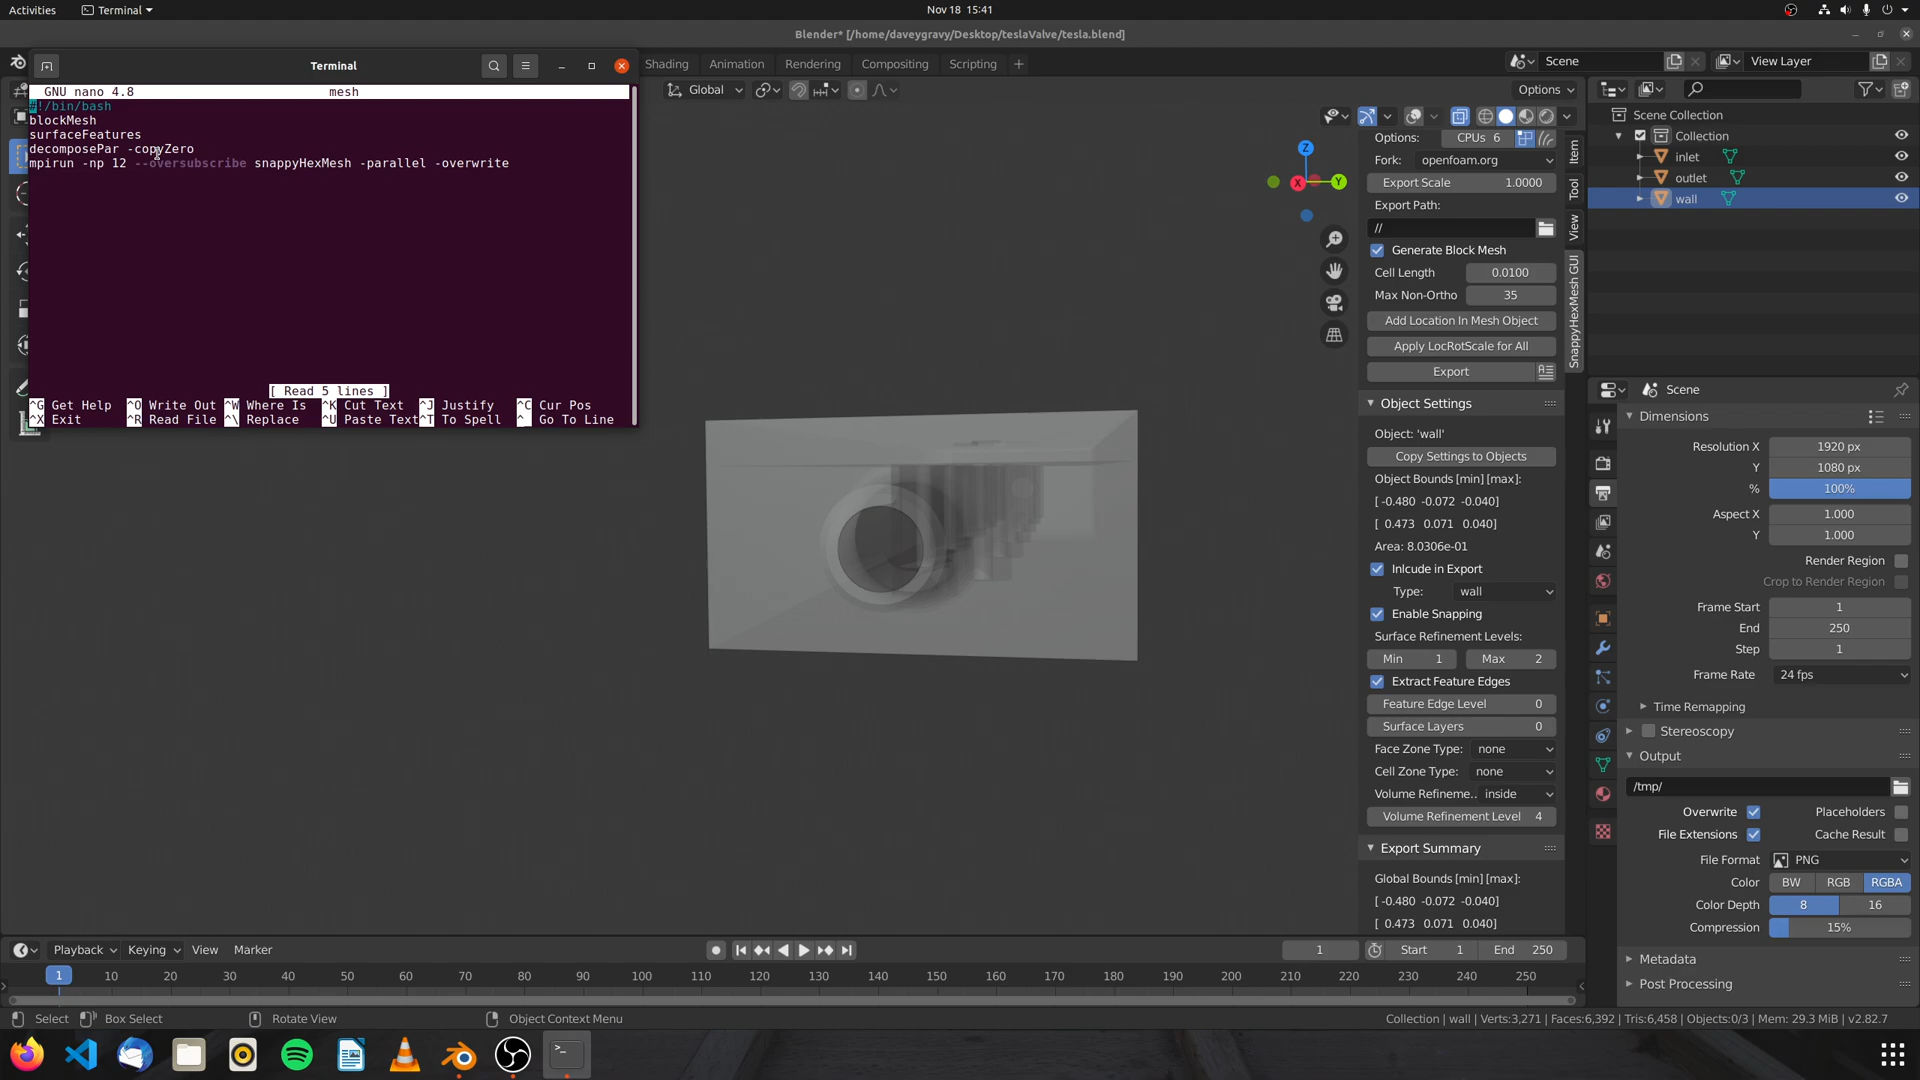 Activities
Terminal
Nov 18 15:41
Blender* [/home/daveygravy/Desktop/teslaValve/tesla.blend]
Terminal
Shading
Animation
Rendering
Compositing
Scripting
Scene
View Layer
GNU nano 4.8 mesh
#!/bin/bash
blockMesh
surfaceFeatures
decomposePar -copyZero
mpirun -np 12 --oversubscribe snappyHexMesh -parallel -overwrite
[ Read 5 lines ]
^G Get Help ^O Write Out ^W Where Is ^K Cut Text ^J Justify ^C Cur Pos
^X Exit ^R Read File ^\ Replace ^U Paste Text^T To Spell ^_ Go To Line
Global
Options
Z
X
Y
Options: CPUs 6
Fork: openfoam.org
Export Scale 1.0000
Export Path:
//
Generate Block Mesh
Cell Length 0.0100
Max Non-Ortho 35
Add Location In Mesh Object
Apply LocRotScale for All
Export
Object Settings
Object: 'wall'
Copy Settings to Objects
Object Bounds [min] [max]:
[ -0.480 -0.072 -0.040]
[ 0.473 0.071 0.040]
Area: 8.0306e-01
Inlcude in Export
Type: wall
Enable Snapping
Surface Refinement Levels:
Min 1 Max 2
Extract Feature Edges
Feature Edge Level 0
Surface Layers 0
Face Zone Type: none
Cell Zone Type: none
Volume Refineme.. inside
Volume Refinement Level 4
Export Summary
Global Bounds [min] [max]:
[ -0.480 -0.072 -0.040]
[ 0.473 0.071 0.040]
Item
Tool
View
SnappyHexMesh GUI
Scene Collection
Collection
inlet
outlet
wall
Scene
Dimensions
Resolution X 1920 px
Y 1080 px
% 100%
Aspect X 1.000
Y 1.000
Render Region
Crop to Render Region
Frame Start 1
End 250
Step 1
Frame Rate 24 fps
Time Remapping
Stereoscopy
Output
/tmp/
Overwrite Placeholders
File Extensions Cache Result
File Format PNG
Color BW RGB RGBA
Color Depth 8 16
Compression 15%
Metadata
Post Processing
Playback Keying View Marker
1 Start 1 End 250
1 10 20 30 40 50 60 70 80 90 100 110 120 130 140 150 160 170 180 190 200 210 220 230 240 250
Select Box Select Rotate View Object Context Menu
Collection | wall | Verts:3,271 | Faces:6,392 | Tris:6,458 | Objects:0/3 | Mem: 29.3 MiB | v2.82.7